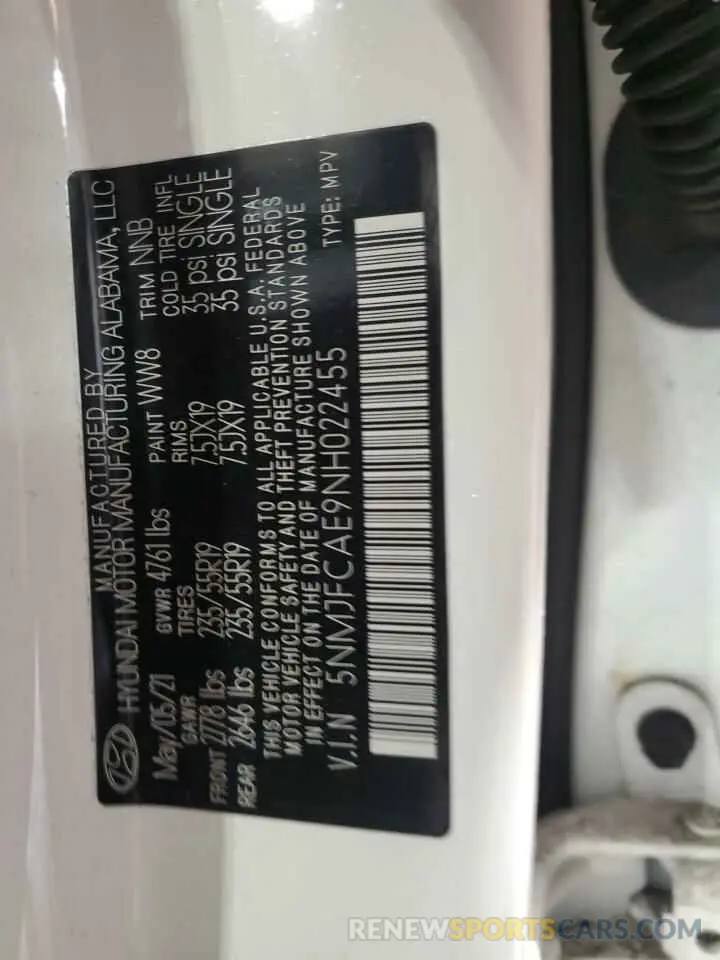 MANUFACTURED BY
HYUNDAI MOTOR MANUFACTURING ALABAMA, LLC
May/05/21 GVWR 4761 lbs PAINT WW8 TRIM NNB
GAWR TIRES RIMS COLD TIRE INFL
FRONT 2778 lbs 235/55R19 7.5JX19 35 psi SINGLE
REAR 2646 lbs 235/55R19 7.5JX19 35 psi SINGLE
THIS VEHICLE CONFORMS TO ALL APPLICABLE U.S.A. FEDERAL
MOTOR VEHICLE SAFETY AND THEFT PREVENTION STANDARDS
IN EFFECT ON THE DATE OF MANUFACTURE SHOWN ABOVE
V.I.N 5NMJFCAE9NH022455 TYPE: MPV
RENEWSPORTSCARS.COM